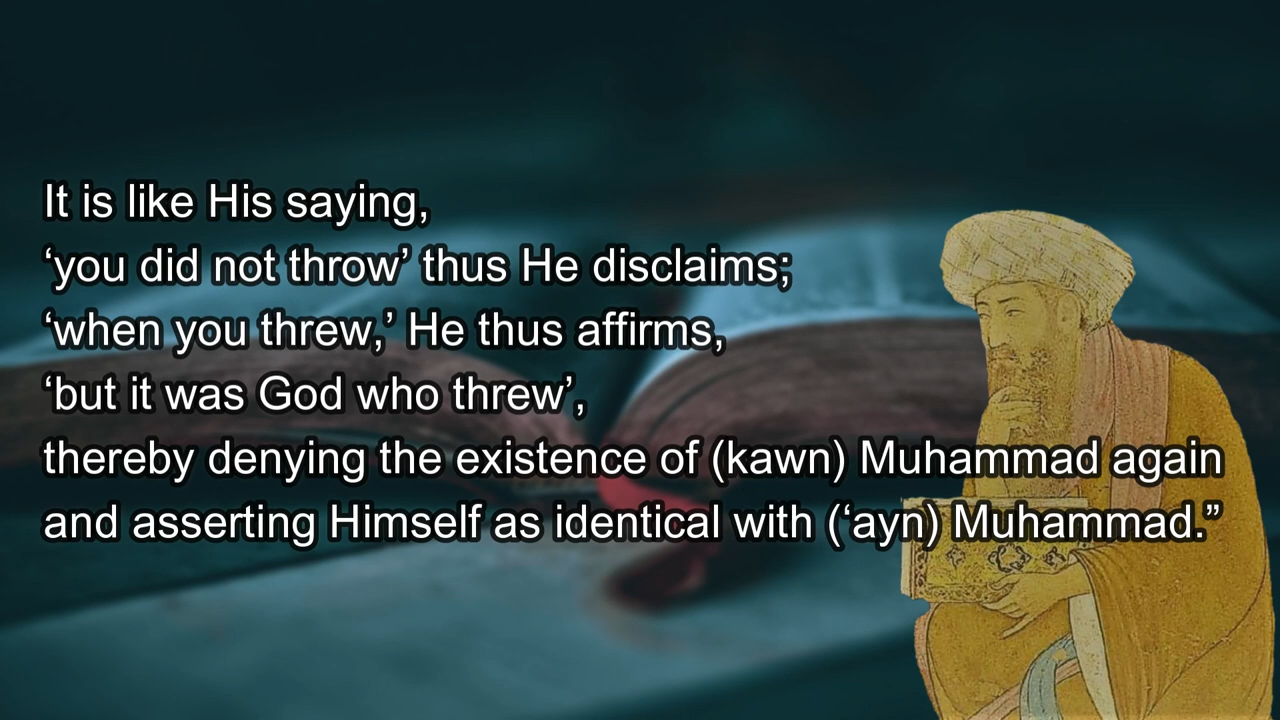 It is like His saying,
‘you did not throw’ thus He disclaims;
‘when you threw,’ He thus affirms,
‘but it was God who threw’,
thereby denying the existence of (kawn) Muhammad again
and asserting Himself as identical with (‘ayn) Muhammad.”